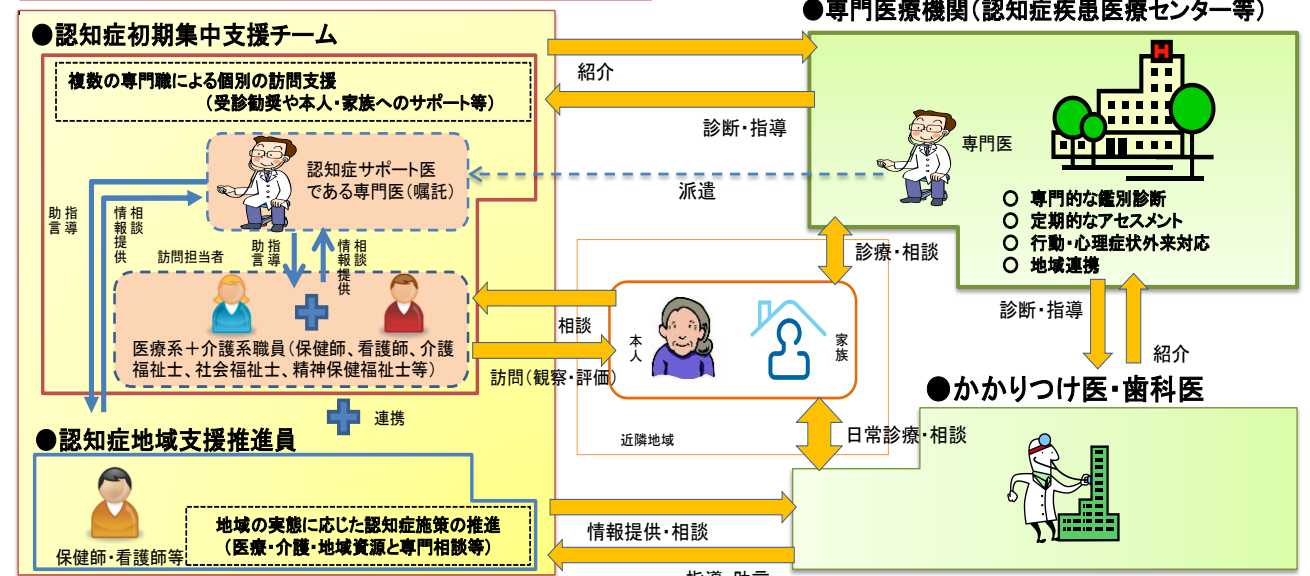 ●認知症初期集中支援チーム
複数の専門職による個別の訪問支援
（受診勧奨や本人・家族へのサポート等）
認知症サポート医
である専門医（嘱託）
指導
助言
相談
情報提供
訪問担当者
指導
助言
相談
情報提供
医療系＋介護系職員（保健師、看護師、介護
福祉士、社会福祉士、精神保健福祉士等）
連携
●認知症地域支援推進員
保健師・看護師等
地域の実態に応じた認知症施策の推進
（医療・介護・地域資源と専門相談等）
紹介
診断・指導
派遣
相談
訪問（観察・評価）
本人
家族
近隣地域
診療・相談
日常診療・相談
情報提供・相談
指導・助言
●専門医療機関（認知症疾患医療センター等）
H
専門医
○ 専門的な鑑別診断
○ 定期的なアセスメント
○ 行動・心理症状外来対応
○ 地域連携
診断・指導
紹介
●かかりつけ医・歯科医